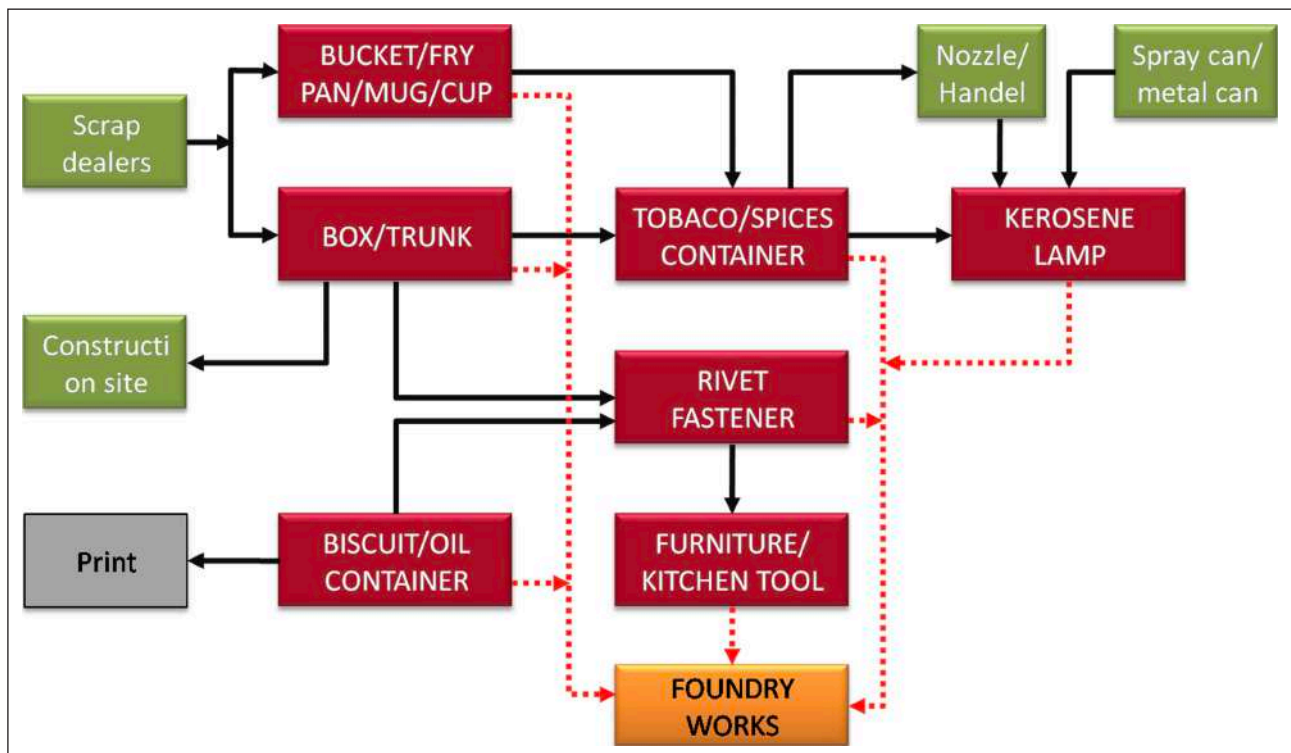 BUCKET/FRY
PAN/MUG/CUP
Nozzle/
Handel
Spray can/
metal can
Scrap
dealers
BOX/TRUNK
TOBACO/SPICES
CONTAINER
KEROSENE
LAMP
Constructi
on site
RIVET
FASTENER
Print
BISCUIT/OIL
CONTAINER
FURNITURE/
KITCHEN TOOL
FOUNDRY
WORKS